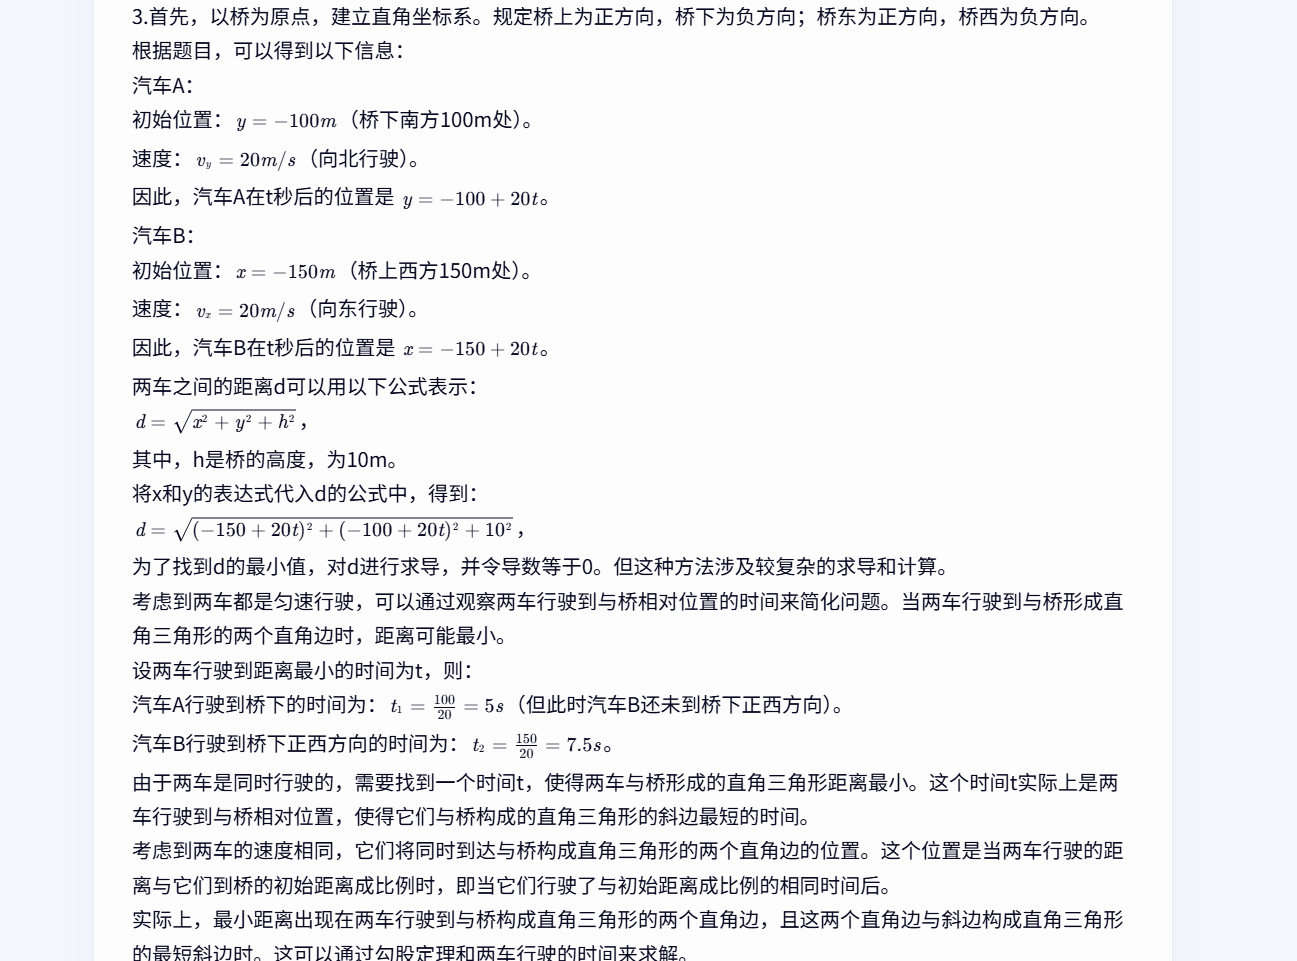 3.首先，以桥为原点，建立直角坐标系。规定桥上为正方向，桥下为负方向；桥东为正方向，桥西为负方向。
根据题目，可以得到以下信息：
汽车A：
初始位置： y = −100m（桥下南方100m处）。
速度： v_y = 20m/s（向北行驶）。
因此，汽车A在t秒后的位置是 y = −100 + 20t。
汽车B：
初始位置： x = −150m（桥上西方150m处）。
速度： v_x = 20m/s（向东行驶）。
因此，汽车B在t秒后的位置是 x = −150 + 20t。
两车之间的距离d可以用以下公式表示：
d = √(x² + y² + h²)，
其中，h是桥的高度，为10m。
将x和y的表达式代入d的公式中，得到：
d = √((−150 + 20t)² + (−100 + 20t)² + 10²)，
为了找到d的最小值，对d进行求导，并令导数等于0。但这种方法涉及较复杂的求导和计算。
考虑到两车都是匀速行驶，可以通过观察两车行驶到与桥相对位置的时间来简化问题。当两车行驶到与桥形成直
角三角形的两个直角边时，距离可能最小。
设两车行驶到距离最小的时间为t，则：
汽车A行驶到桥下的时间为： t₁ = 100/20 = 5s（但此时汽车B还未到桥下正西方向）。
汽车B行驶到桥下正西方向的时间为： t₂ = 150/20 = 7.5s。
由于两车是同时行驶的，需要找到一个时间t，使得两车与桥形成的直角三角形距离最小。这个时间t实际上是两
车行驶到与桥相对位置，使得它们与桥构成的直角三角形的斜边最短的时间。
考虑到两车的速度相同，它们将同时到达与桥构成直角三角形的两个直角边的位置。这个位置是当两车行驶的距
离与它们到桥的初始距离成比例时，即当它们行驶了与初始距离成比例的相同时间后。
实际上，最小距离出现在两车行驶到与桥构成直角三角形的两个直角边，且这两个直角边与斜边构成直角三角形
的最短斜边时。这可以通过勾股定理和两车行驶的时间来求解。